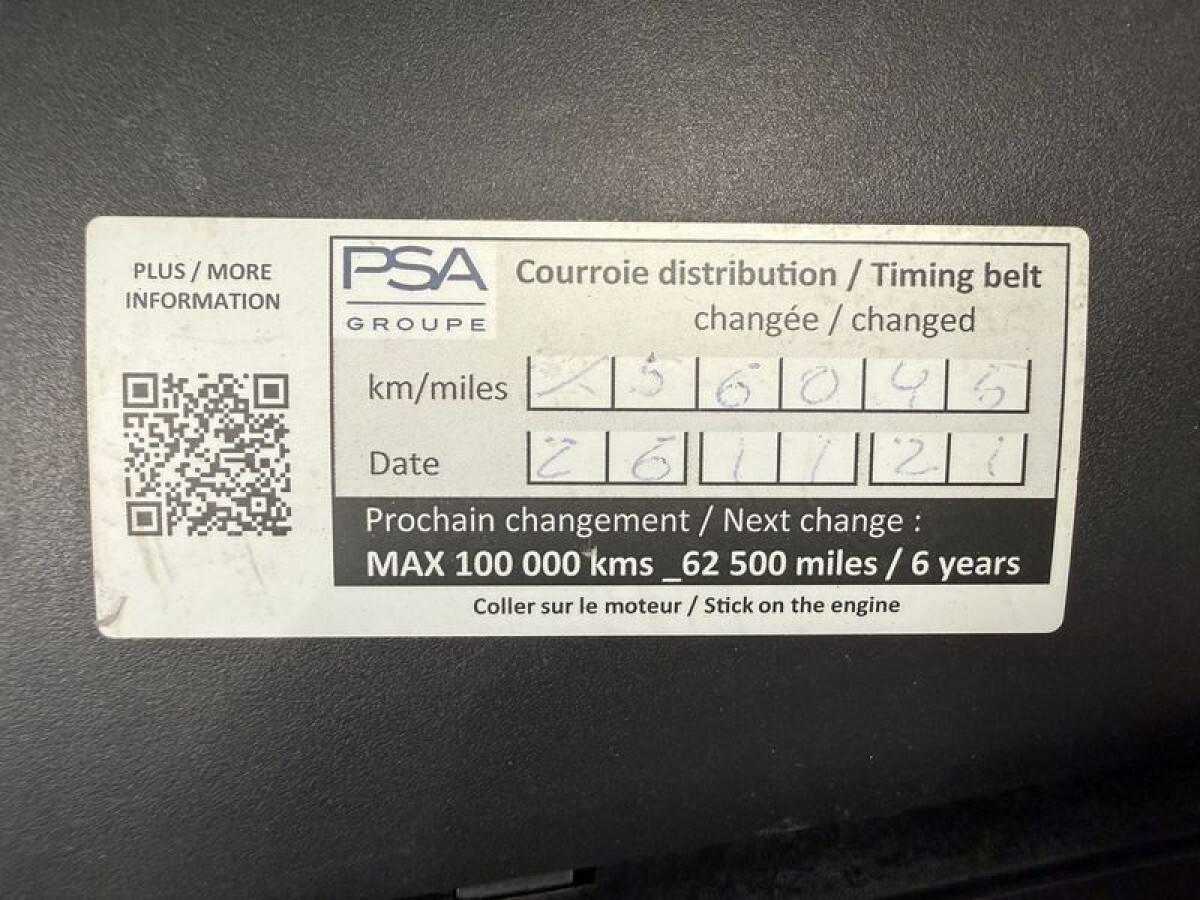 PLUS / MORE
INFORMATION
PSA
GROUPE
Courroie distribution / Timing belt
changée / changed
km/miles 56045
Date 26 11 21
Prochain changement / Next change :
MAX 100 000 kms _62 500 miles / 6 years
Coller sur le moteur / Stick on the engine